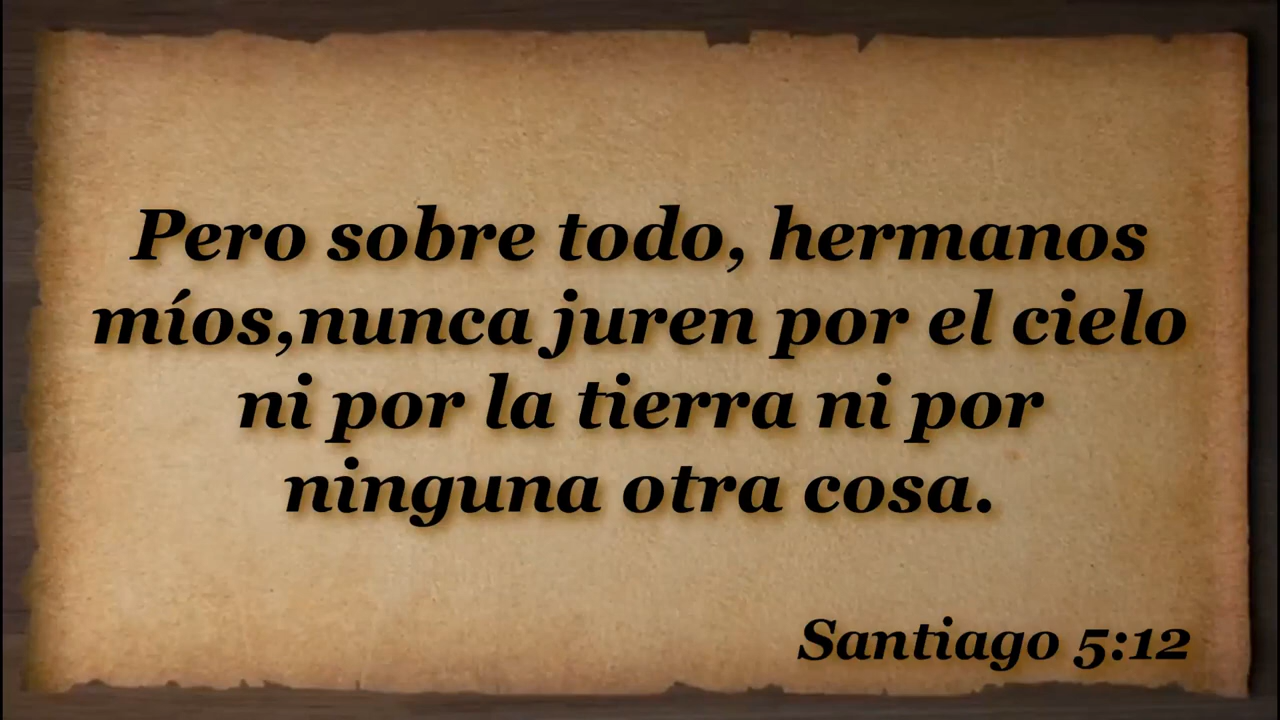 Pero sobre todo, hermanos
míos,nunca juren por el cielo
ni por la tierra ni por
ninguna otra cosa.
Santiago 5:12